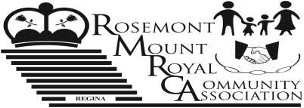 ROSEMONT
MOUNT
ROYAL
COMMUNITY
ASSOCIATION
REGINA